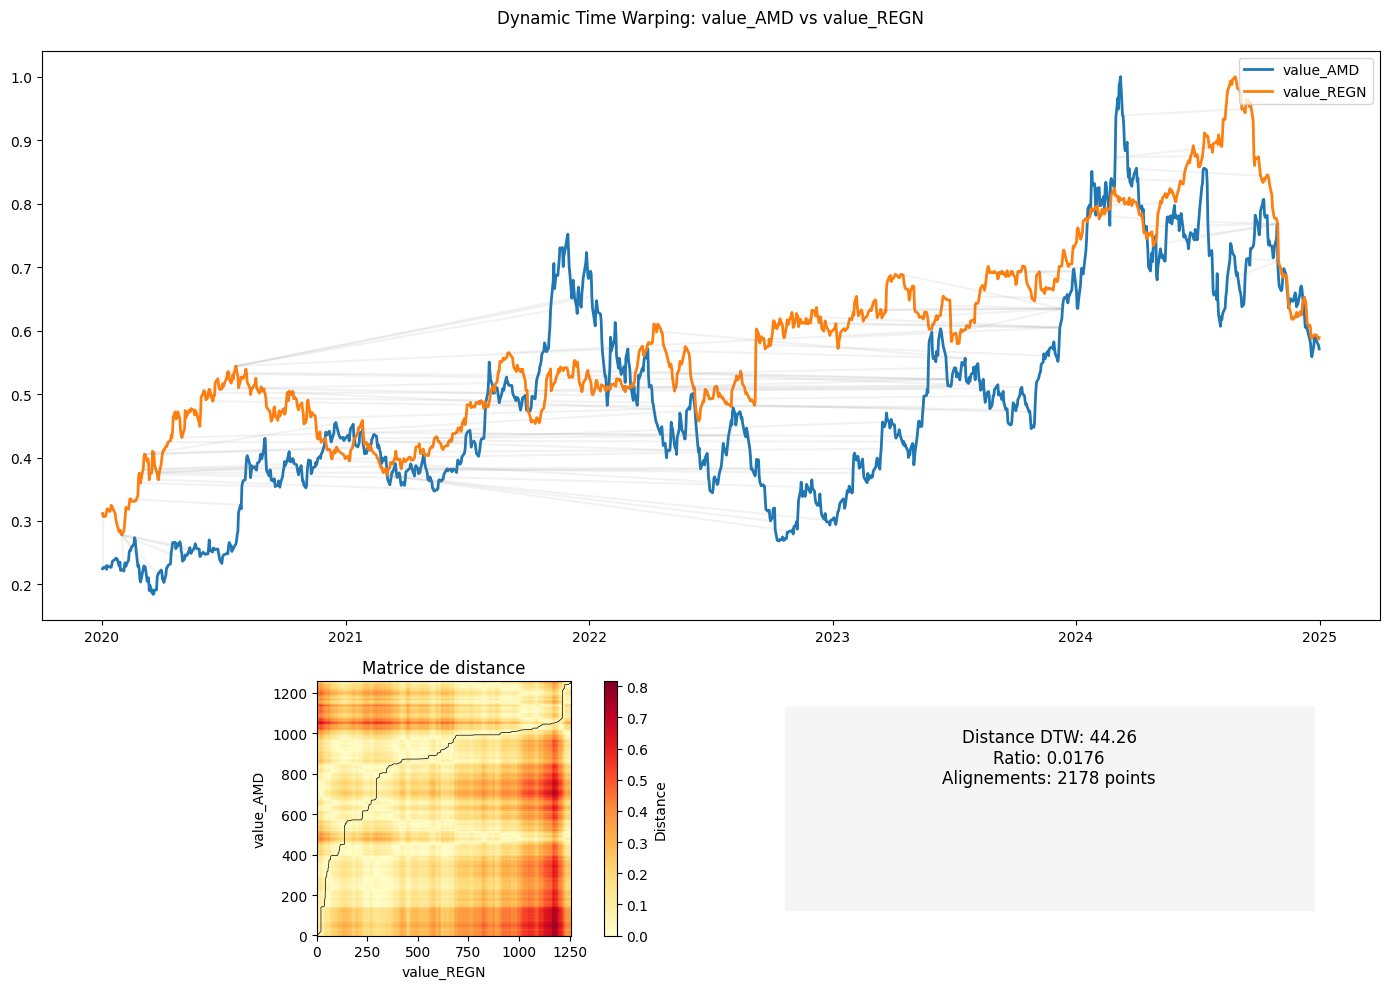 Dynamic Time Warping: value_AMD vs value_REGN
value_AMD
value_REGN
1.0
0.9
0.8
0.7
0.6
0.5
0.4
0.3
0.2
2020 2021 2022 2023 2024 2025
Matrice de distance
value_AMD
1200
1000
800
600
400
200
0
0 250 500 750 1000 1250
value_REGN
0.8
0.7
0.6
0.5
0.4
0.3
0.2
0.1
0.0
Distance
Distance DTW: 44.26
Ratio: 0.0176
Alignements: 2178 points